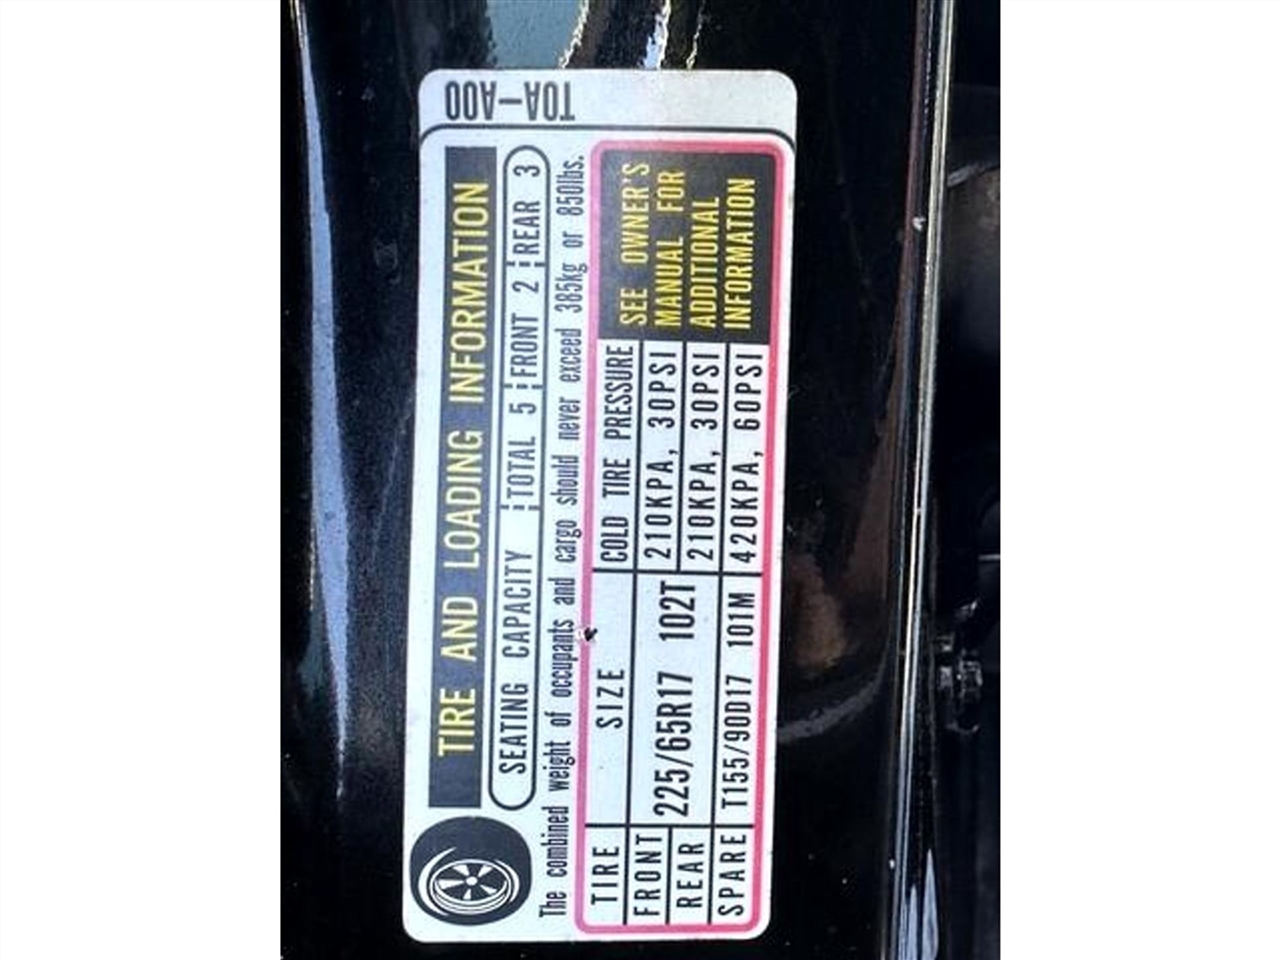 T0A-A00
TIRE AND LOADING INFORMATION
SEATING CAPACITY TOTAL 5 FRONT 2 REAR 3
The combined weight of occupants and cargo should never exceed 385kg or 850lbs.
TIRE SIZE COLD TIRE PRESSURE
FRONT 225/65R17 102T 210KPA, 30PSI
REAR 210KPA, 30PSI
SPARE T155/90D17 101M 420KPA, 60PSI
SEE OWNER'S
MANUAL FOR
ADDITIONAL
INFORMATION